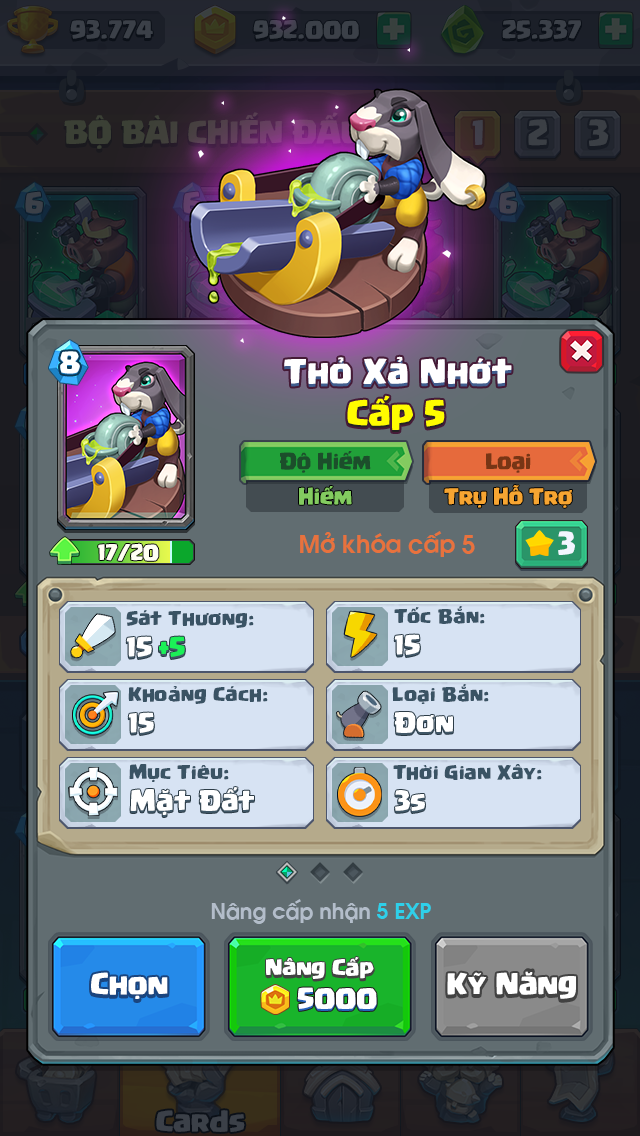 93.774
932.000
25.337
BỘ BÀI CHIẾN ĐẤU
1
2
3
6
6
6
8
Thỏ Xả Nhớt
Cấp 5
Độ Hiếm
Hiếm
Loại
Trụ Hỗ Trợ
17/20
Mở khóa cấp 5
3
Sát Thương:
15 +5
Tốc Bắn:
15
Khoảng Cách:
15
Loại Bắn:
Đơn
Mục Tiêu:
Mặt Đất
Thời Gian Xây:
3s
Nâng cấp nhận 5 EXP
Chọn
Nâng Cấp
5000
Kỹ Năng
Cards